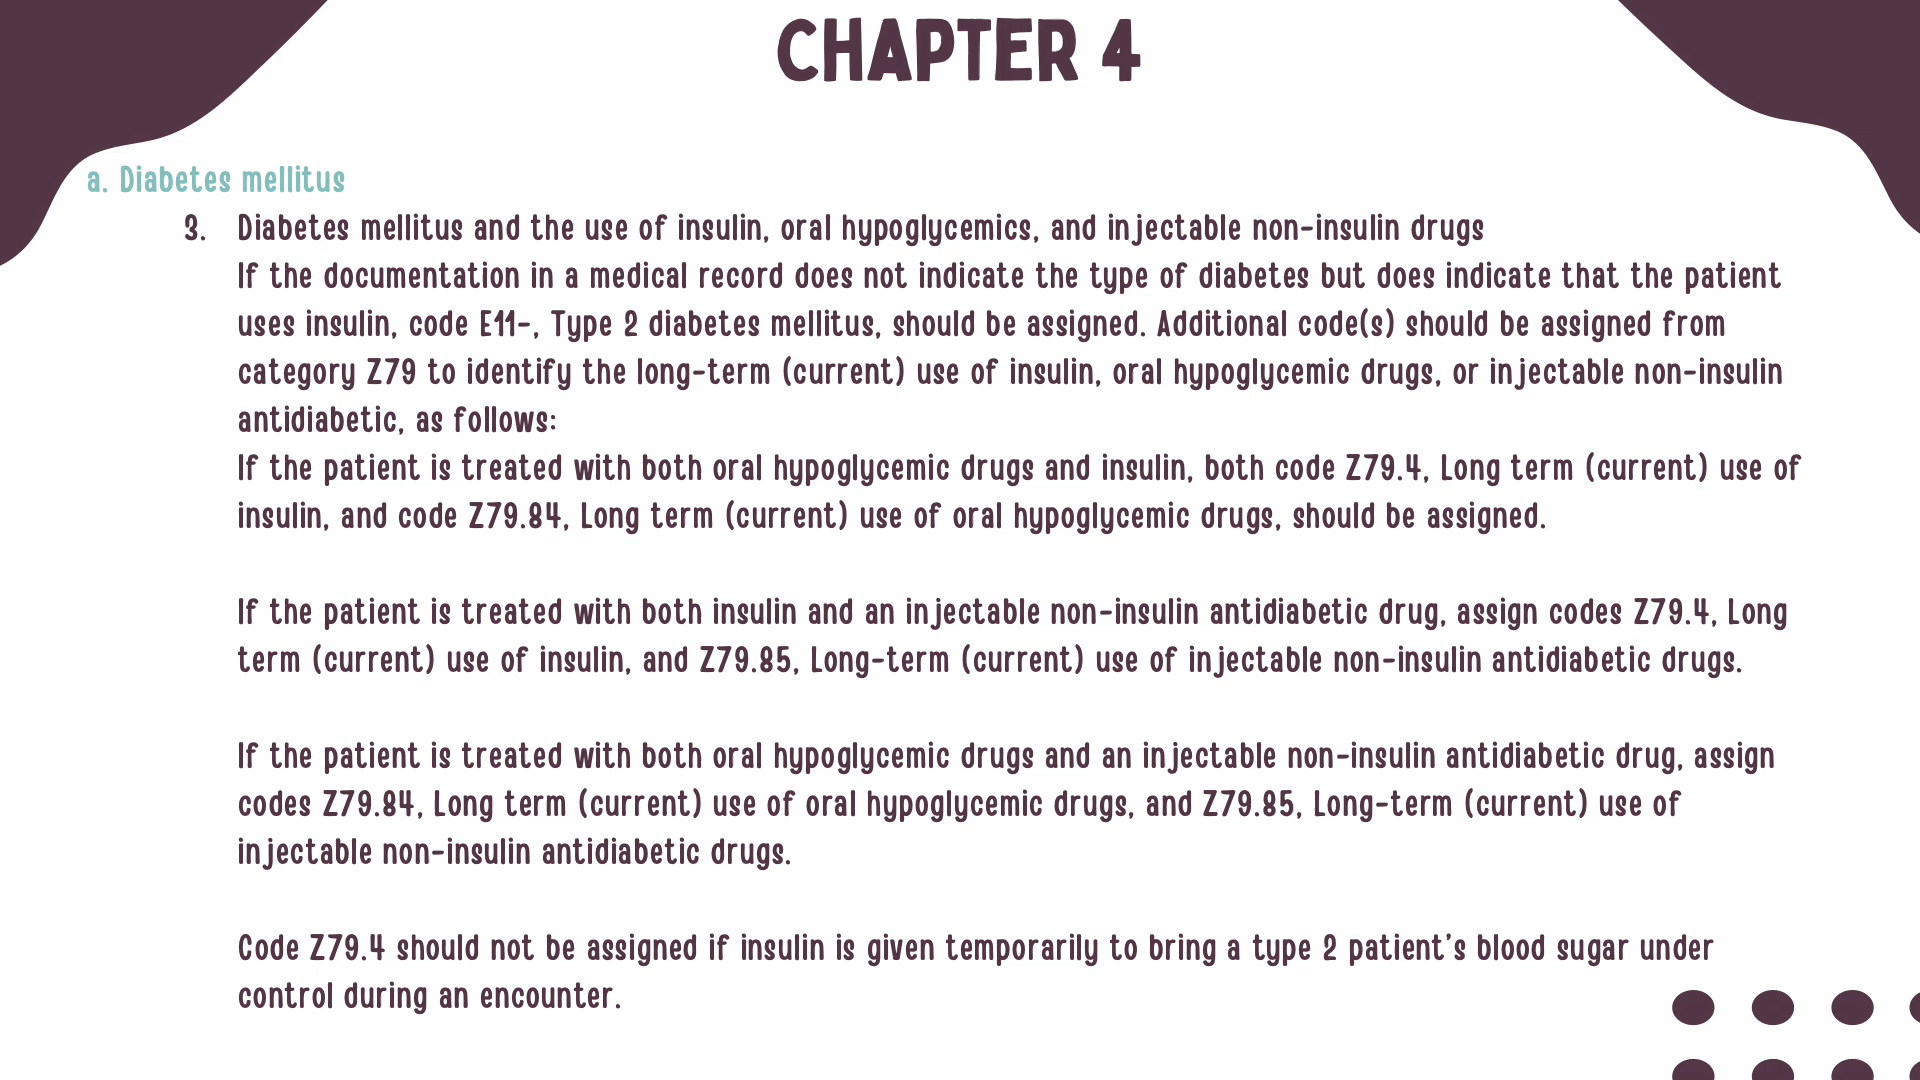 CHAPTER 4
a. Diabetes mellitus
3. Diabetes mellitus and the use of insulin, oral hypoglycemics, and injectable non-insulin drugs
If the documentation in a medical record does not indicate the type of diabetes but does indicate that the patient
uses insulin, code E11-, Type 2 diabetes mellitus, should be assigned. Additional code(s) should be assigned from
category Z79 to identify the long-term (current) use of insulin, oral hypoglycemic drugs, or injectable non-insulin
antidiabetic, as follows:
If the patient is treated with both oral hypoglycemic drugs and insulin, both code Z79.4, Long term (current) use of
insulin, and code Z79.84, Long term (current) use of oral hypoglycemic drugs, should be assigned.
If the patient is treated with both insulin and an injectable non-insulin antidiabetic drug, assign codes Z79.4, Long
term (current) use of insulin, and Z79.85, Long-term (current) use of injectable non-insulin antidiabetic drugs.
If the patient is treated with both oral hypoglycemic drugs and an injectable non-insulin antidiabetic drug, assign
codes Z79.84, Long term (current) use of oral hypoglycemic drugs, and Z79.85, Long-term (current) use of
injectable non-insulin antidiabetic drugs.
Code Z79.4 should not be assigned if insulin is given temporarily to bring a type 2 patient's blood sugar under
control during an encounter.